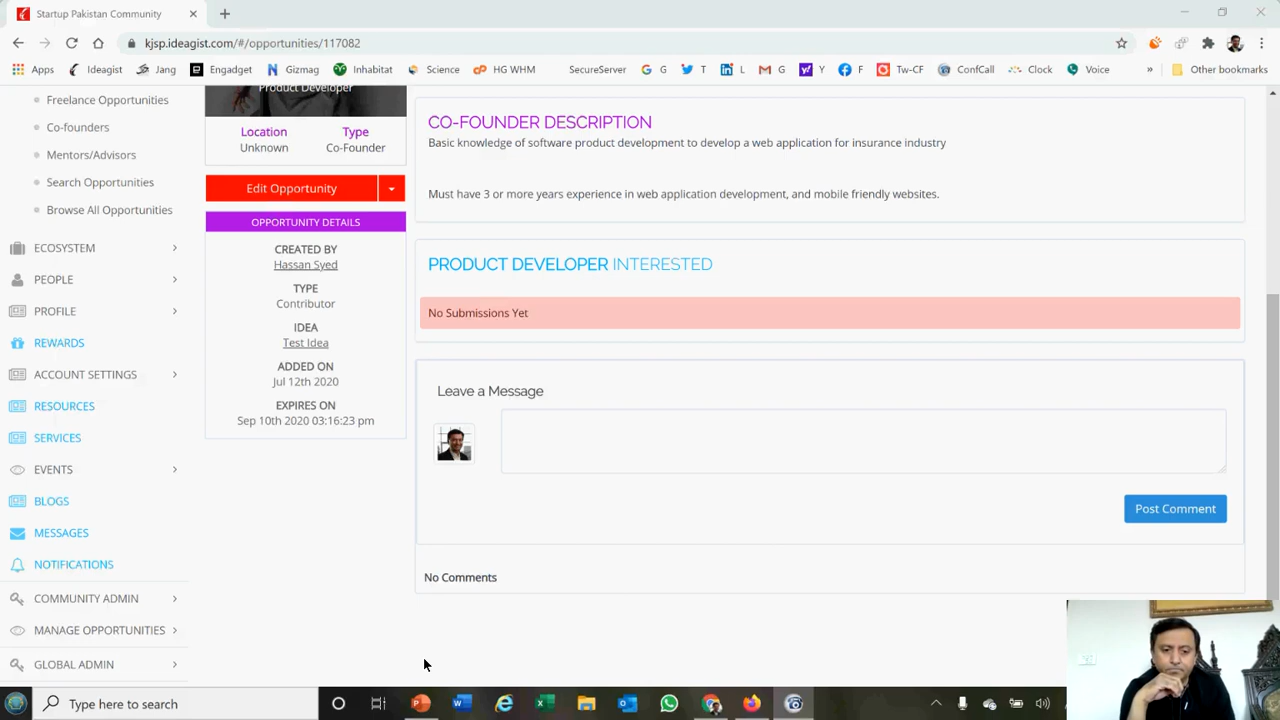 Startup Pakistan Community
kjsp.ideagist.com/#/opportunities/117082
Apps Ideagist Jang Engadget Gizmag Inhabitat Science HG WHM SecureServer G T L G Y F Tw-CF ConfCall Clock Voice » Other bookmarks
Freelance Opportunities
Co-founders
Mentors/Advisors
Search Opportunities
Browse All Opportunities
ECOSYSTEM
PEOPLE
PROFILE
REWARDS
ACCOUNT SETTINGS
RESOURCES
SERVICES
EVENTS
BLOGS
MESSAGES
NOTIFICATIONS
COMMUNITY ADMIN
MANAGE OPPORTUNITIES
GLOBAL ADMIN
Product Developer
Location Type
Unknown Co-Founder
Edit Opportunity
OPPORTUNITY DETAILS
CREATED BY
Hassan Syed
TYPE
Contributor
IDEA
Test Idea
ADDED ON
Jul 12th 2020
EXPIRES ON
Sep 10th 2020 03:16:23 pm
CO-FOUNDER DESCRIPTION
Basic knowledge of software product development to develop a web application for insurance industry
Must have 3 or more years experience in web application development, and mobile friendly websites.
PRODUCT DEVELOPER INTERESTED
No Submissions Yet
Leave a Message
Post Comment
No Comments
Type here to search